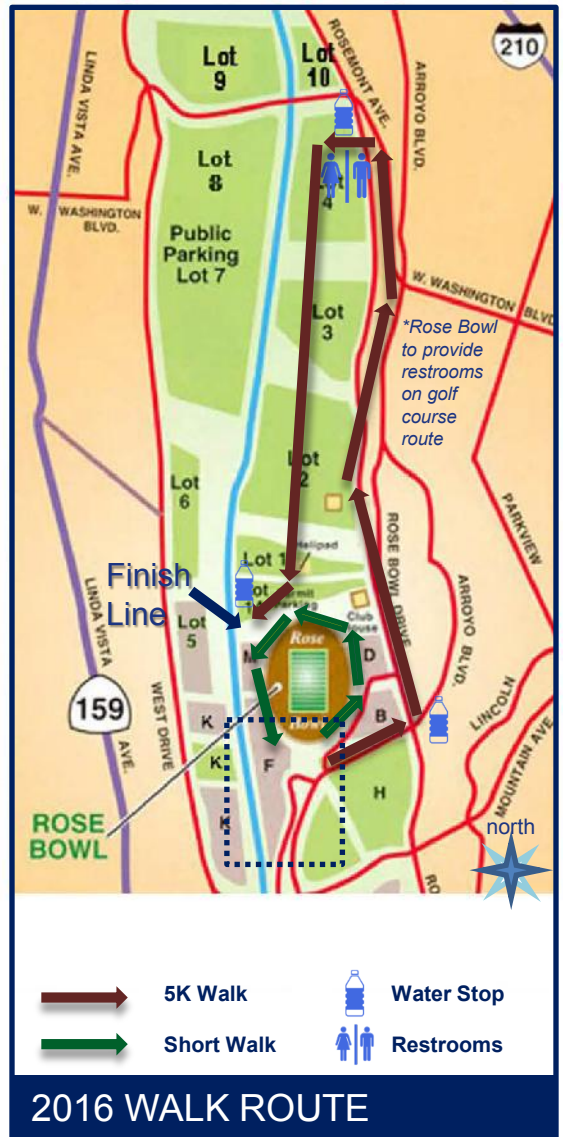 Lot
9
Lot
10
ROSEMONT AVE.
210
LINDA VISTA AVE.
ARROYO BLVD.
Lot
8
Lot
4
W. WASHINGTON
BLVD.
Public
Parking
Lot 7
W. WASHINGTON BLVD
Lot
3
*Rose Bowl
to provide
restrooms
on golf
course
route
Lot
2
Lot
6
PARKVIEW
Lot 1
Helipad
Finish
Line
Lot
Parking
Club
House
ROSE BOWL DRIVE
ARROYO BLVD.
LINDA VISTA
AVE.
Lot
5
M
Rose
Bowl
D
159
WEST DRIVE
K
B
LINCOLN
MOUNTAIN AVE.
K
F
H
ROSE
BOWL
K
north
RO
5K Walk
Water Stop
Short Walk
Restrooms
2016 WALK ROUTE